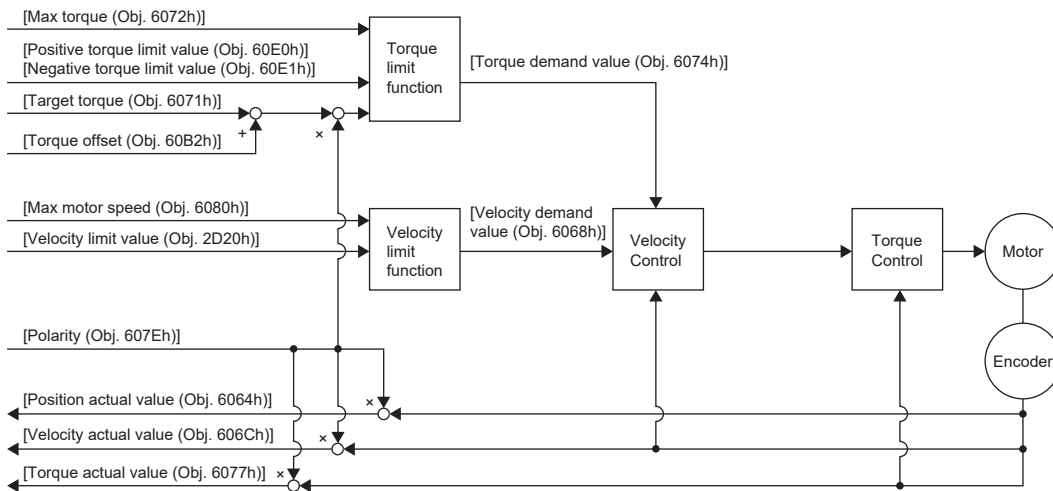 [Max torque (Obj. 6072h]
[Positive torque limit value (Obj. 60E0h]
[Negative torque limit value (Obj. 60E1h]
[Target torque (Obj. 6071h]
+
×
[Torque offset (Obj. 60B2h]
Torque
limit
function
[Torque demand value (Obj. 6074h]
[Max motor speed (Obj. 6080h]
[Velocity limit value (Obj. 2D20h]
Velocity
limit
function
[Velocity demand
value (Obj. 6068h]
Velocity
Control
Torque
Control
Motor
Encoder
[Polarity (Obj. 607Eh)]
[Position actual value (Obj. 6064h]
×
[Velocity actual value (Obj. 606Ch]
×
[Torque actual value (Obj. 6077h]
×